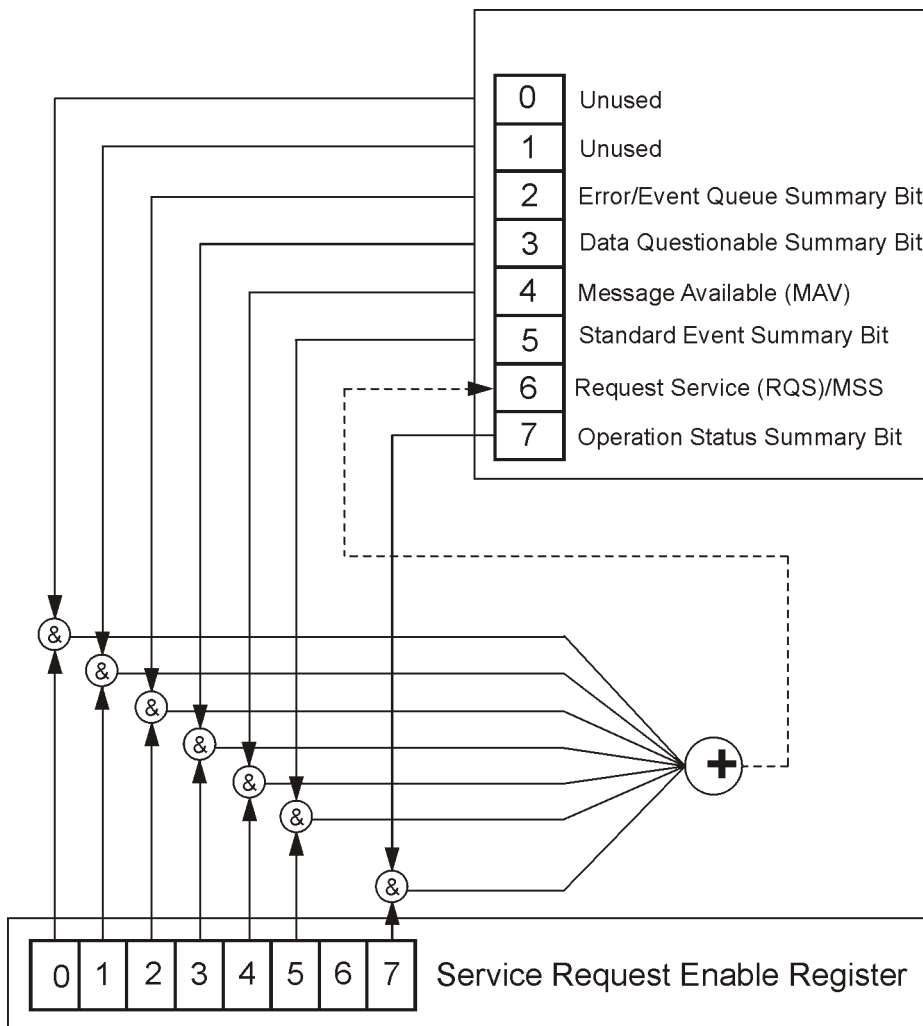 0 Unused
1 Unused
2 Error/Event Queue Summary Bit
3 Data Questionable Summary Bit
4 Message Available (MAV)
5 Standard Event Summary Bit
6 Request Service (RQS)/MSS
7 Operation Status Summary Bit
&
&
&
&
&
&
&
+
0 1 2 3 4 5 6 7 Service Request Enable Register